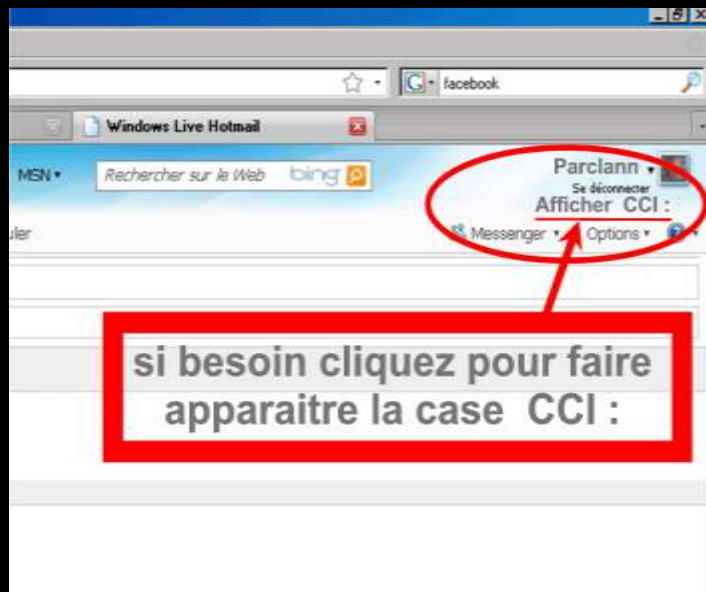 facebook
Windows Live Hotmail
MSN
Rechercher sur le Web bing
Parclann
Se déconnecter
Afficher CCI :
uler
Messenger Options
si besoin cliquez pour faire
apparaitre la case CCI :